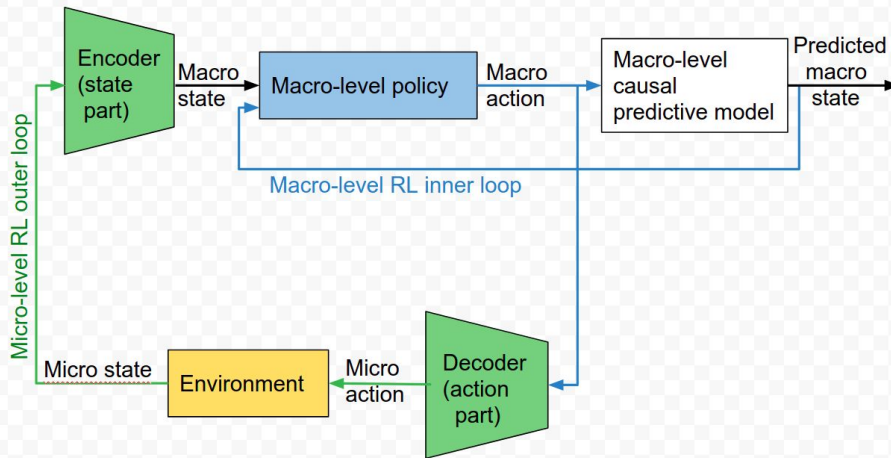 Encoder
(state
part)
Macro
state
Macro-level policy
Macro
action
Macro-level
causal
predictive model
Predicted
macro
state
Macro-level RL inner loop
Micro-level RL outer loop
Micro state
Environment
Micro
action
Decoder
(action
part)